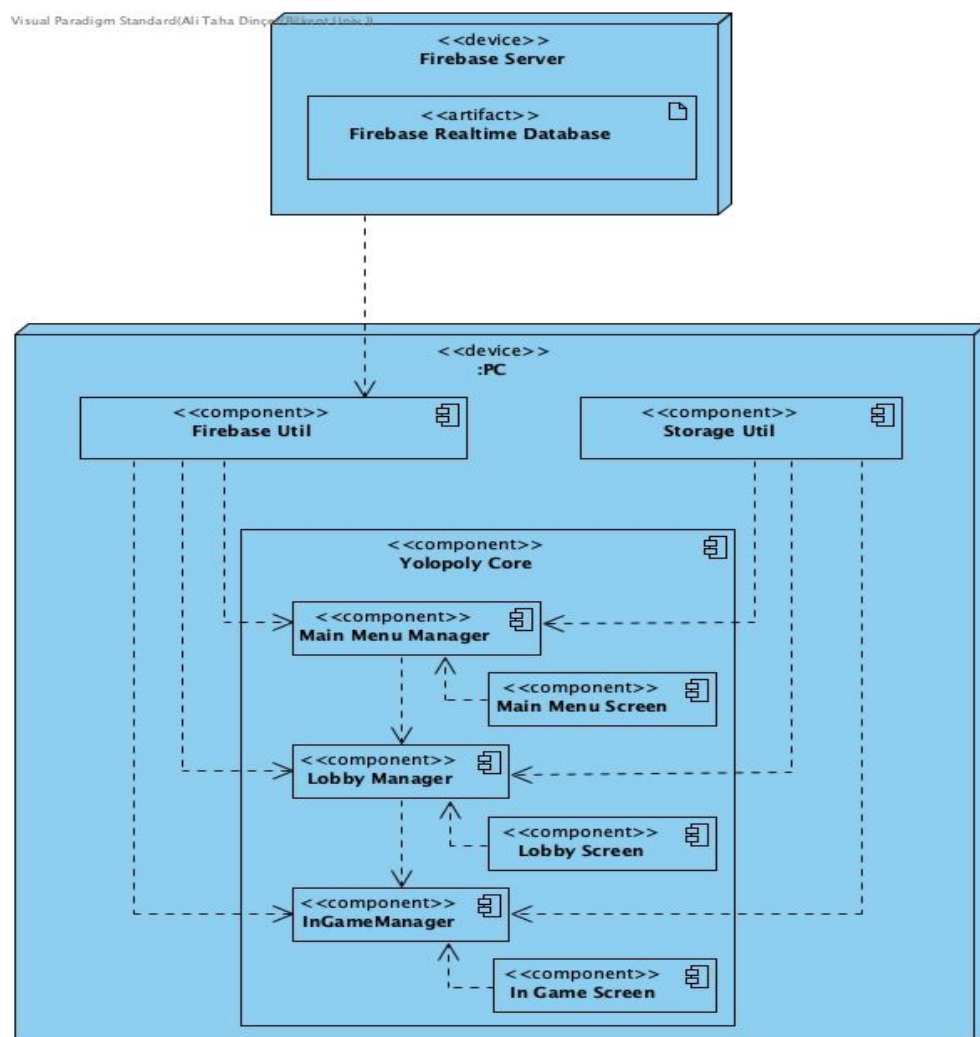 Visual Paradigm Standard(Ali Taha Dinçer
<<device>>
Firebase Server
<<artifact>>
Firebase Realtime Database
<<device>>
:PC
<<component>>
Firebase Util
<<component>>
Storage Util
<<component>>
Yolopoly Core
<<component>>
Main Menu Manager
<<component>>
Main Menu Screen
<<component>>
Lobby Manager
<<component>>
Lobby Screen
<<component>>
InGameManager
<<component>>
In Game Screen